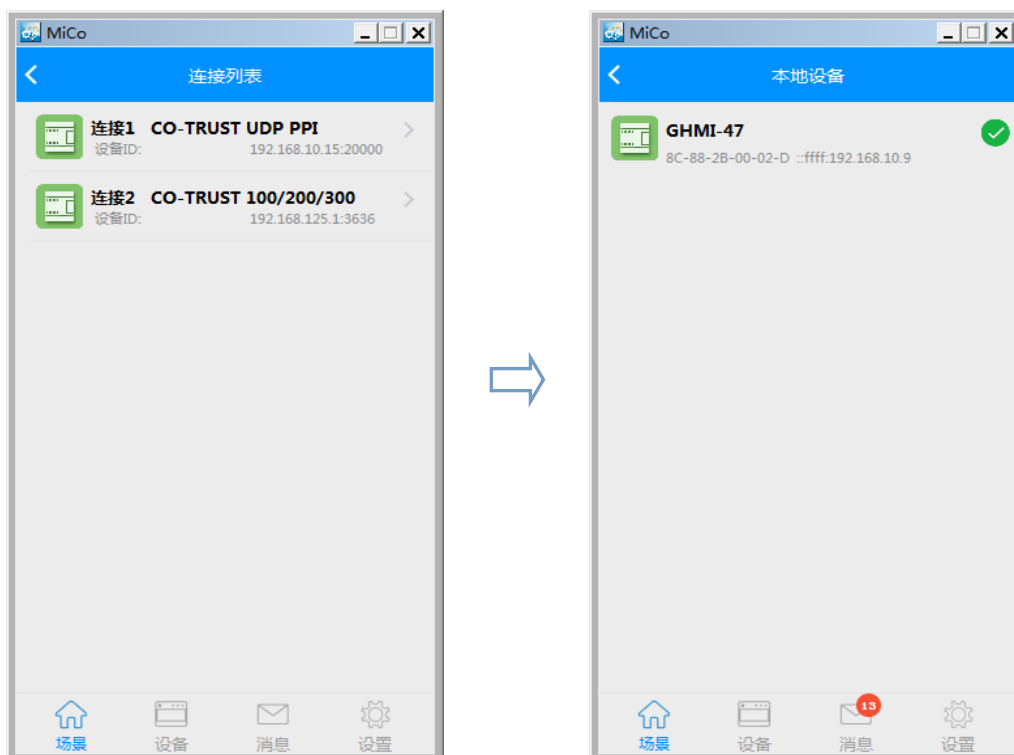 MiCo
连接列表
连接1 CO-TRUST UDP PPI
设备ID: 192.168.10.15:20000
连接2 CO-TRUST 100/200/300
设备ID: 192.168.125.1:3636
场景 设备 消息 设置
MiCo
本地设备
GHMI-47
8C-88-2B-00-02-D ::ffff:192.168.10.9
13
场景 设备 消息 设置